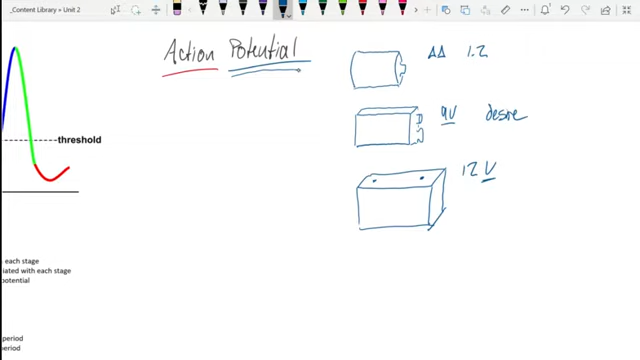 _Content Library » Unit 2
Action Potential
AA 1.2
9V desire
12 V
threshold
s each stage
iated with each stage
potential
period
period